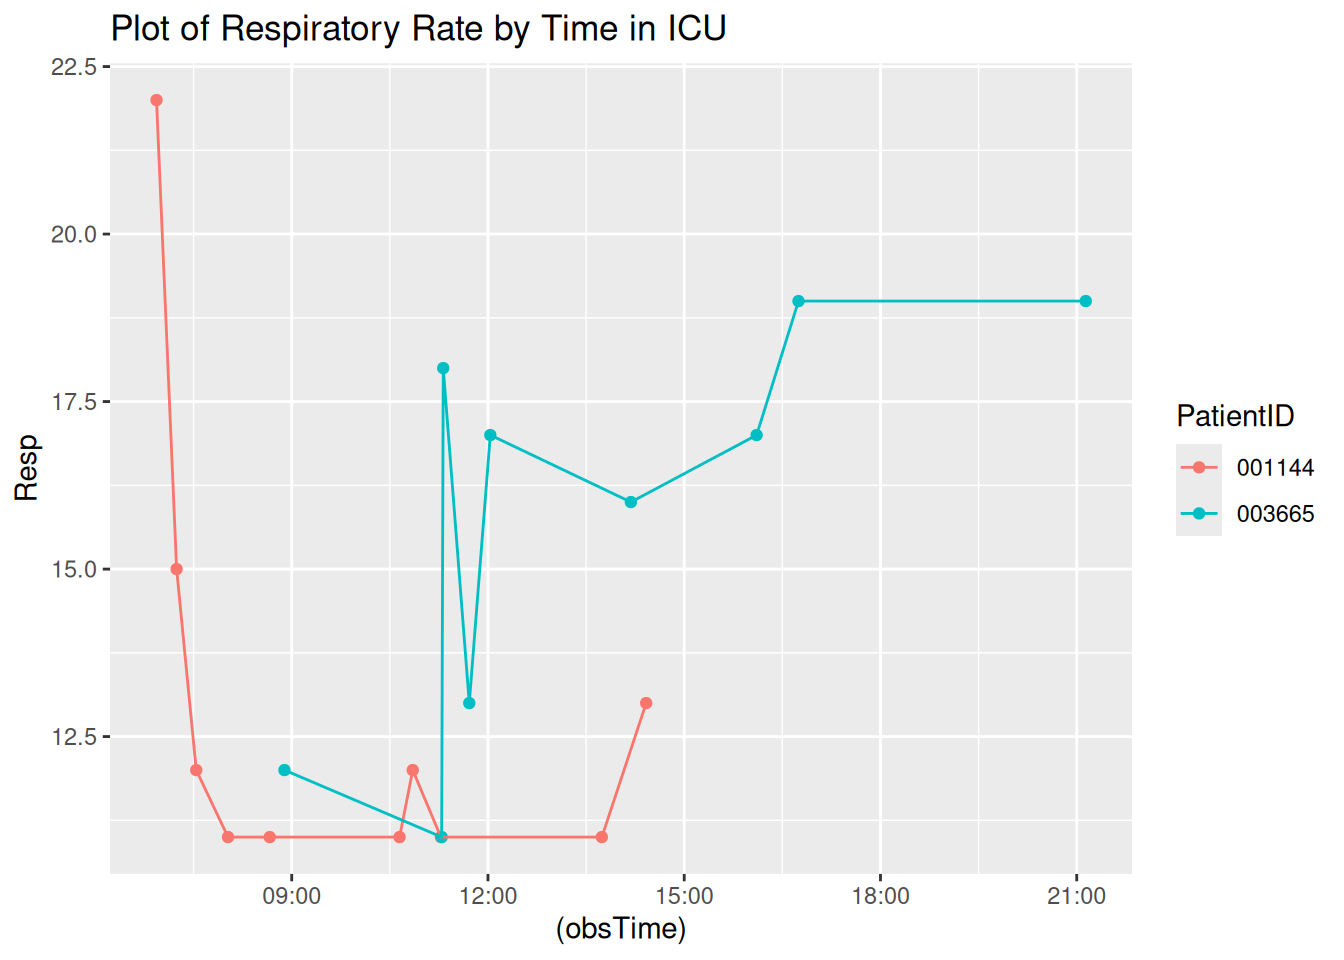 Plot of Respiratory Rate by Time in ICU
22.5
20.0
17.5
15.0
12.5
Resp
09:00 12:00 15:00 18:00 21:00
(obsTime)
PatientID
001144
003665